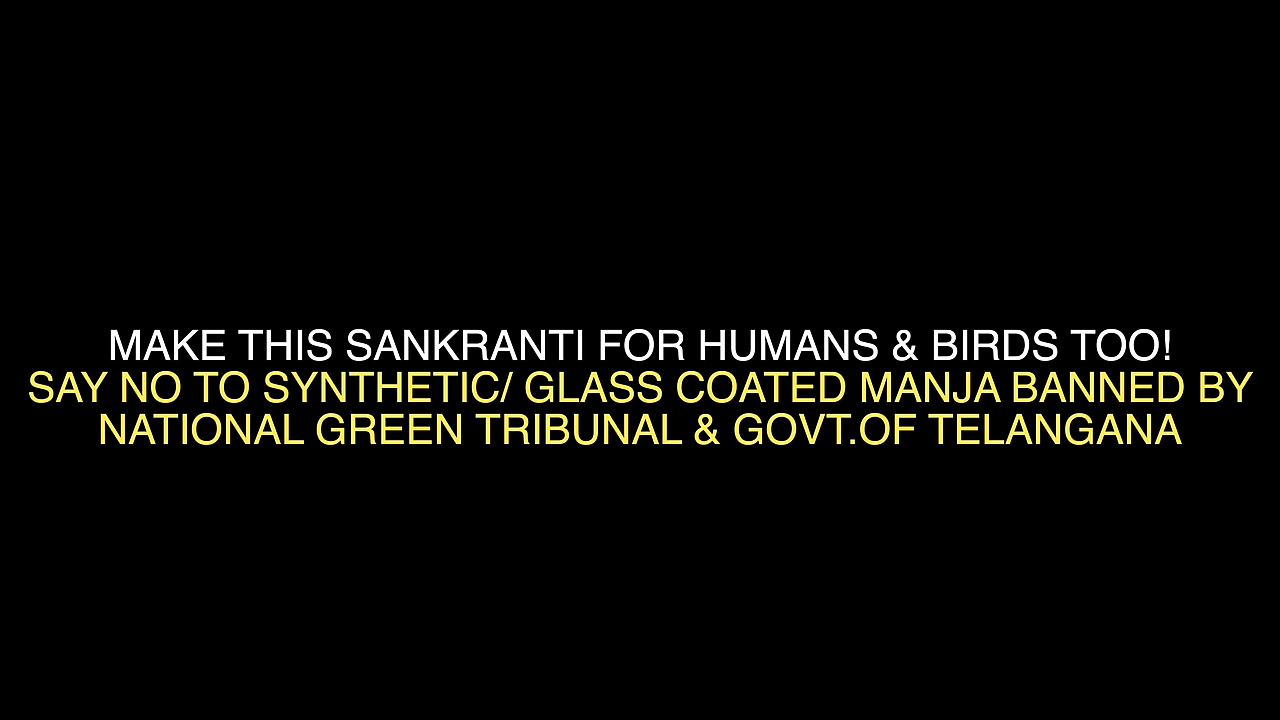 MAKE THIS SANKRANTI FOR HUMANS & BIRDS TOO!
SAY NO TO SYNTHETIC/ GLASS COATED MANJA BANNED BY
NATIONAL GREEN TRIBUNAL & GOVT.OF TELANGANA